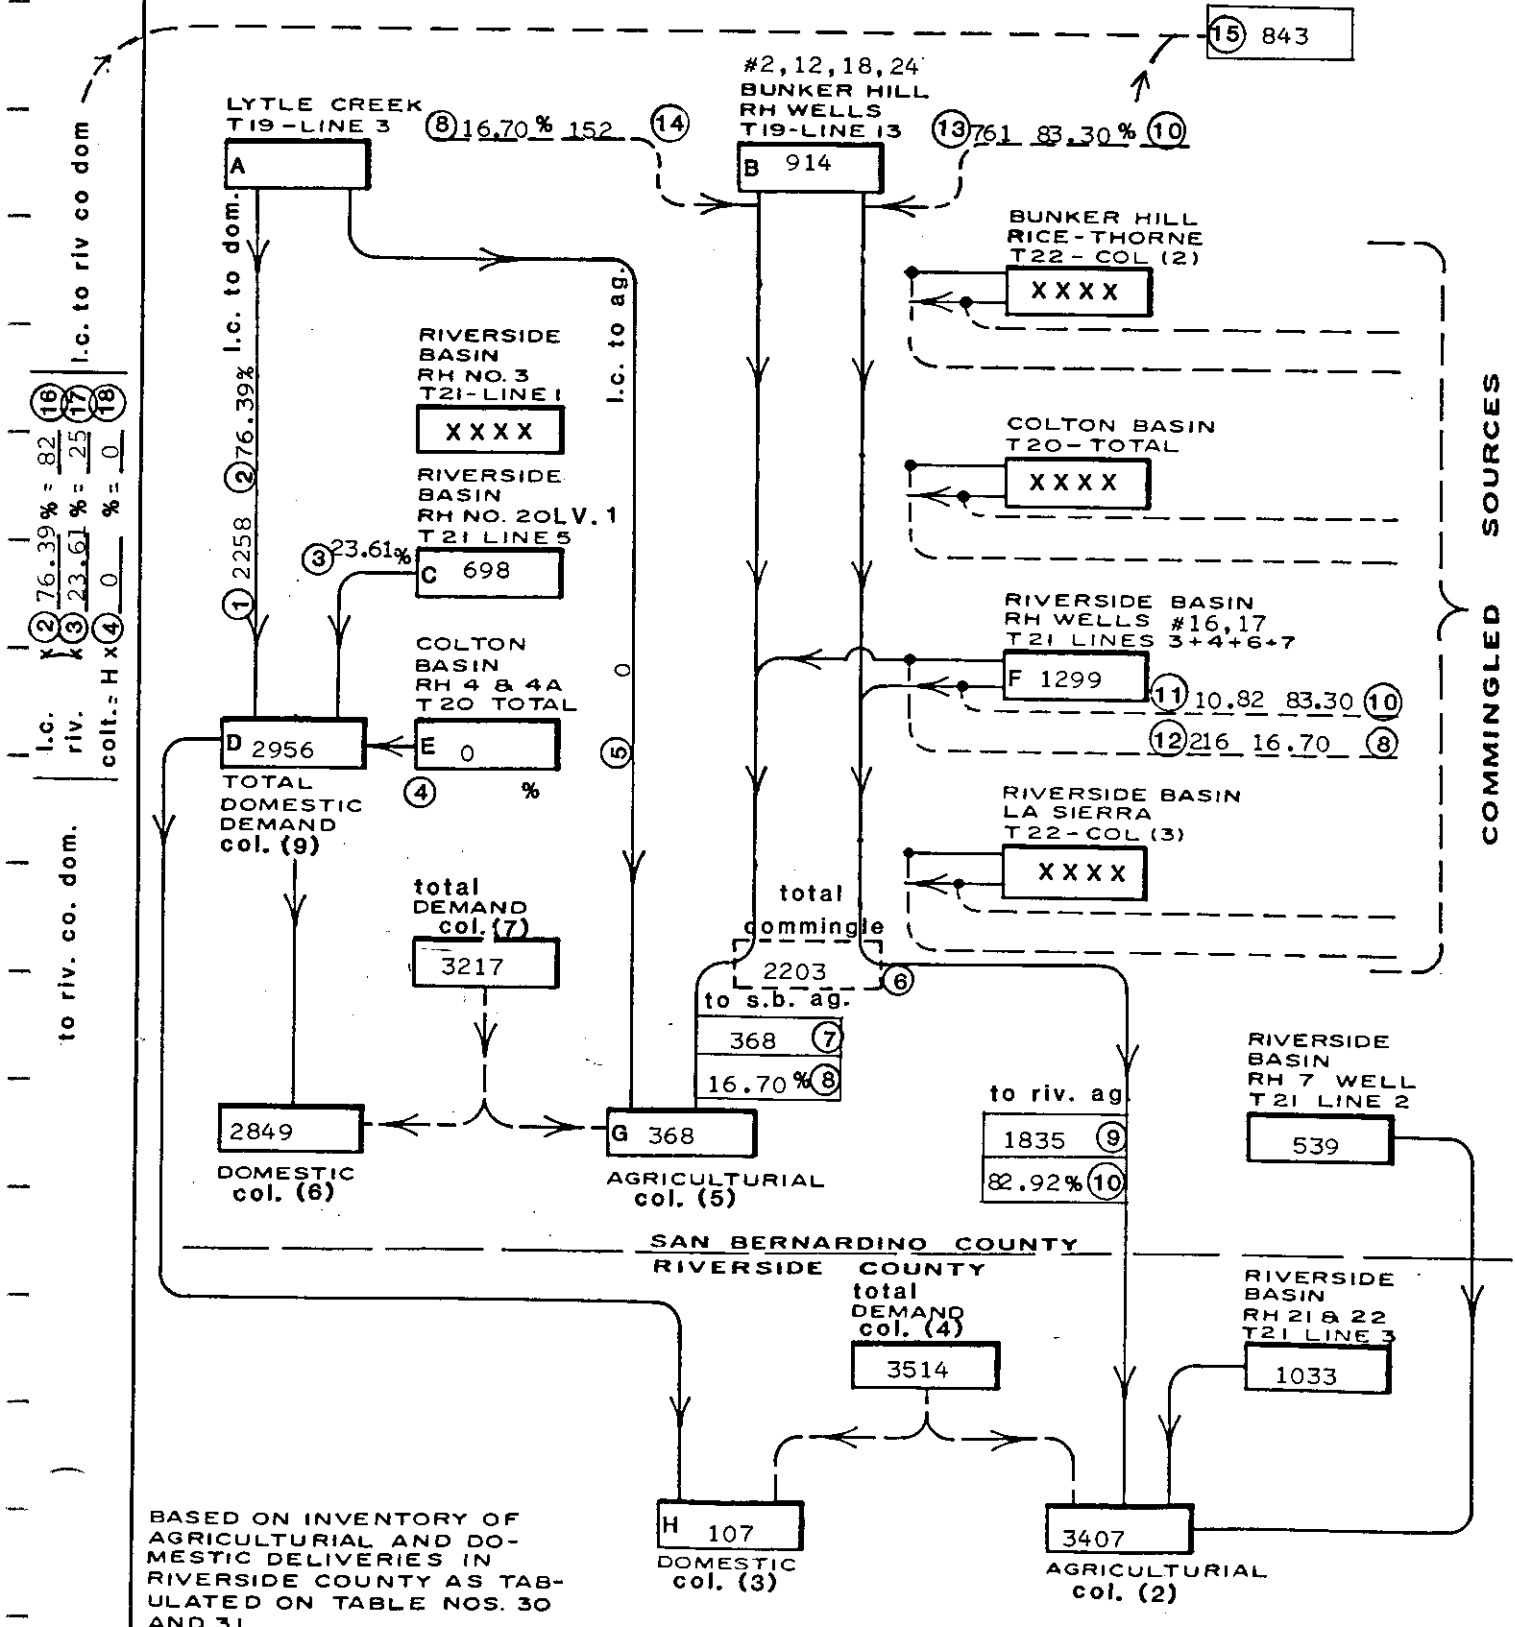 ⑮ 843
#2,12,18,24
BUNKER HILL
RH WELLS
T19-LINE 13
B 914
LYTLE CREEK
T19-LINE 3
A
⑧ 16.70 % 152 ⑭
⑬ 761 83.30 % ⑩
l.c. to riv co dom
l.c. to dom.
② 76.39%
① 2258
l.c. to ag.
⑤ 0
BUNKER HILL
RICE-THORNE
T22-COL (2)
XXXX
RIVERSIDE
BASIN
RH NO. 3
T21-LINE 1
XXXX
COLTON BASIN
T20-TOTAL
XXXX
COMMINGLED SOURCES
RIVERSIDE
BASIN
RH NO. 20LV.1
T21 LINE 5
③ 23.61%
C 698
l.c. x ② 76.39 % = 82 ⑯
riv. x ③ 23.61 % = 25 ⑰
colt.= H x ④ 0 % = 0 ⑱
to riv. co. dom.
RIVERSIDE BASIN
RH WELLS #16,17
T21 LINES 3+4+6+7
F 1299
⑪ 10.82 83.30 ⑩
⑫ 216 16.70 ⑧
COLTON
BASIN
RH 4 & 4A
T20 TOTAL
E 0
④ %
D 2956
TOTAL
DOMESTIC
DEMAND
col. (9)
RIVERSIDE BASIN
LA SIERRA
T22-COL (3)
XXXX
total
DEMAND
col. (7)
3217
total
commingle
2203
⑥
to s.b. ag.
368 ⑦
16.70 % ⑧
2849
DOMESTIC
col. (6)
G 368
AGRICULTURIAL
col. (5)
to riv. ag
1835 ⑨
82.92% ⑩
RIVERSIDE
BASIN
RH 7 WELL
T21 LINE 2
539
SAN BERNARDINO COUNTY
RIVERSIDE COUNTY
total
DEMAND
col. (4)
3514
RIVERSIDE
BASIN
RH 21 & 22
T21 LINE 3
1033
H 107
DOMESTIC
col. (3)
3407
AGRICULTURIAL
col. (2)
BASED ON INVENTORY OF
AGRICULTURIAL AND DO-
MESTIC DELIVERIES IN
RIVERSIDE COUNTY AS TAB-
ULATED ON TABLE NOS. 30
AND 31